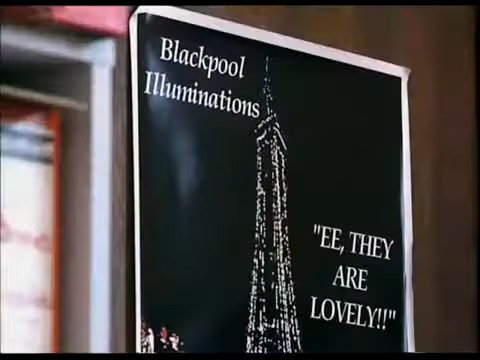 Blackpool
Illuminations
"EE, THEY
ARE
LOVELY!!"